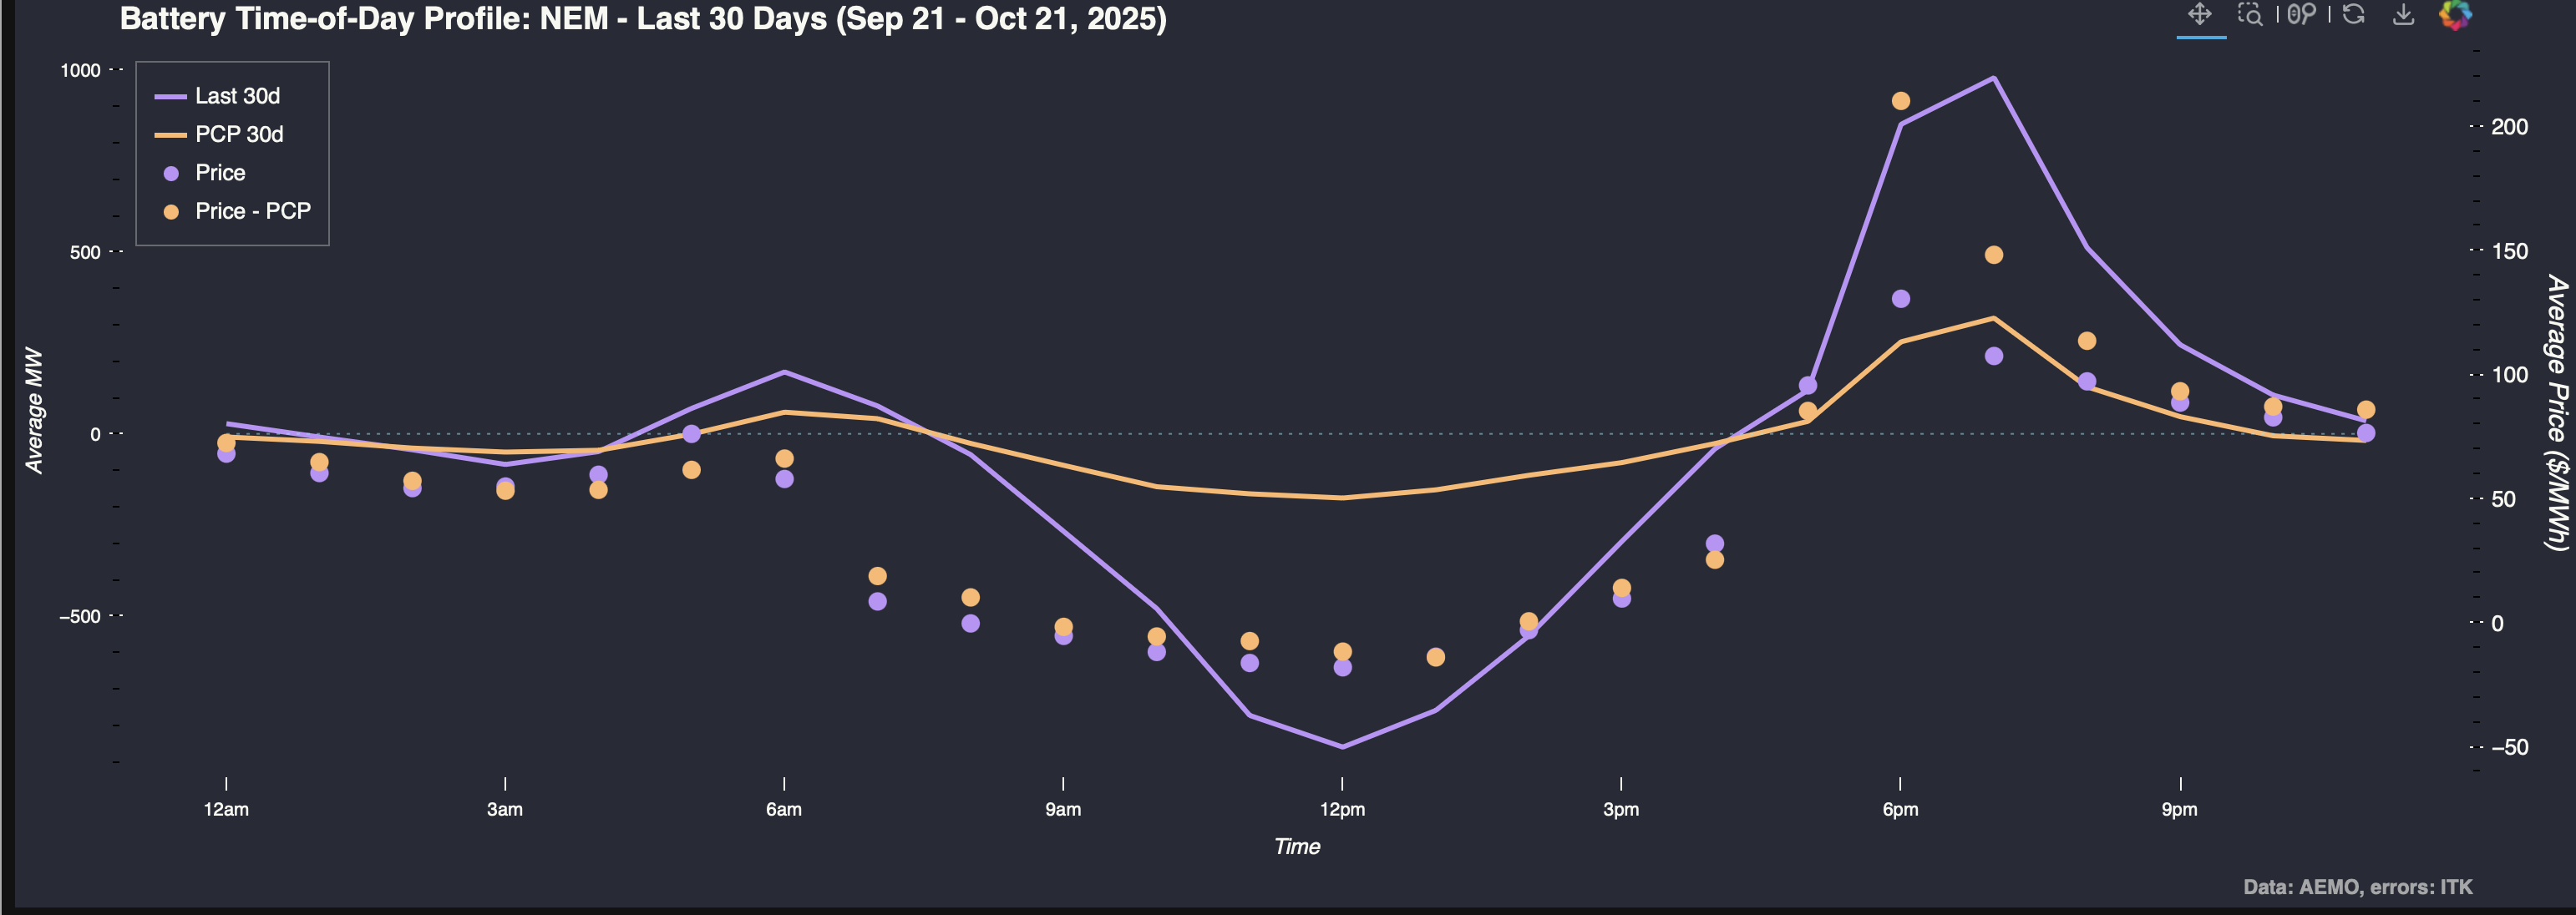 Battery Time-of-Day Profile: NEM - Last 30 Days (Sep 21 - Oct 21, 2025)
Last 30d
PCP 30d
Price
Price - PCP
1000
500
0
−500
Average MW
200
150
100
50
0
−50
Average Price ($/MWh)
12am
3am
6am
9am
12pm
3pm
6pm
9pm
Time
Data: AEMO, errors: ITK